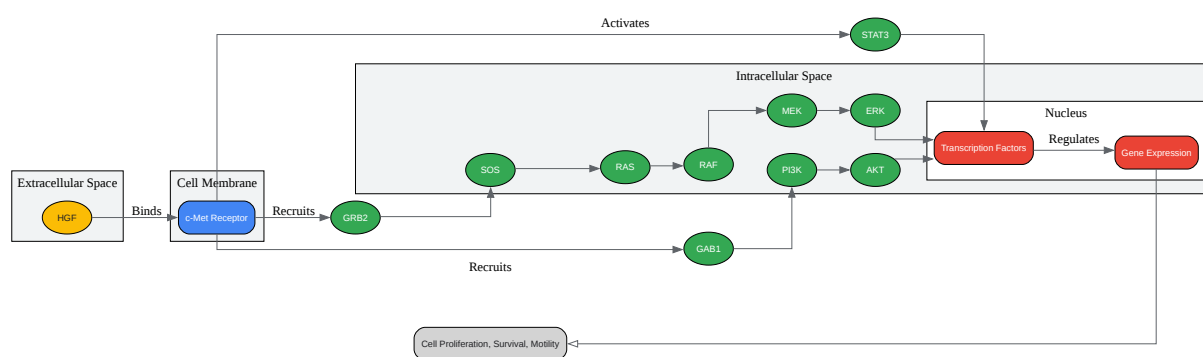 Activates
STAT3
Intracellular Space
MEK
ERK
Nucleus
Transcription Factors
Regulates
Gene Expression
SOS
RAS
RAF
PI3K
AKT
Extracellular Space
HGF
Binds
Cell Membrane
c-Met Receptor
Recruits
GRB2
GAB1
Recruits
Cell Proliferation, Survival, Motility